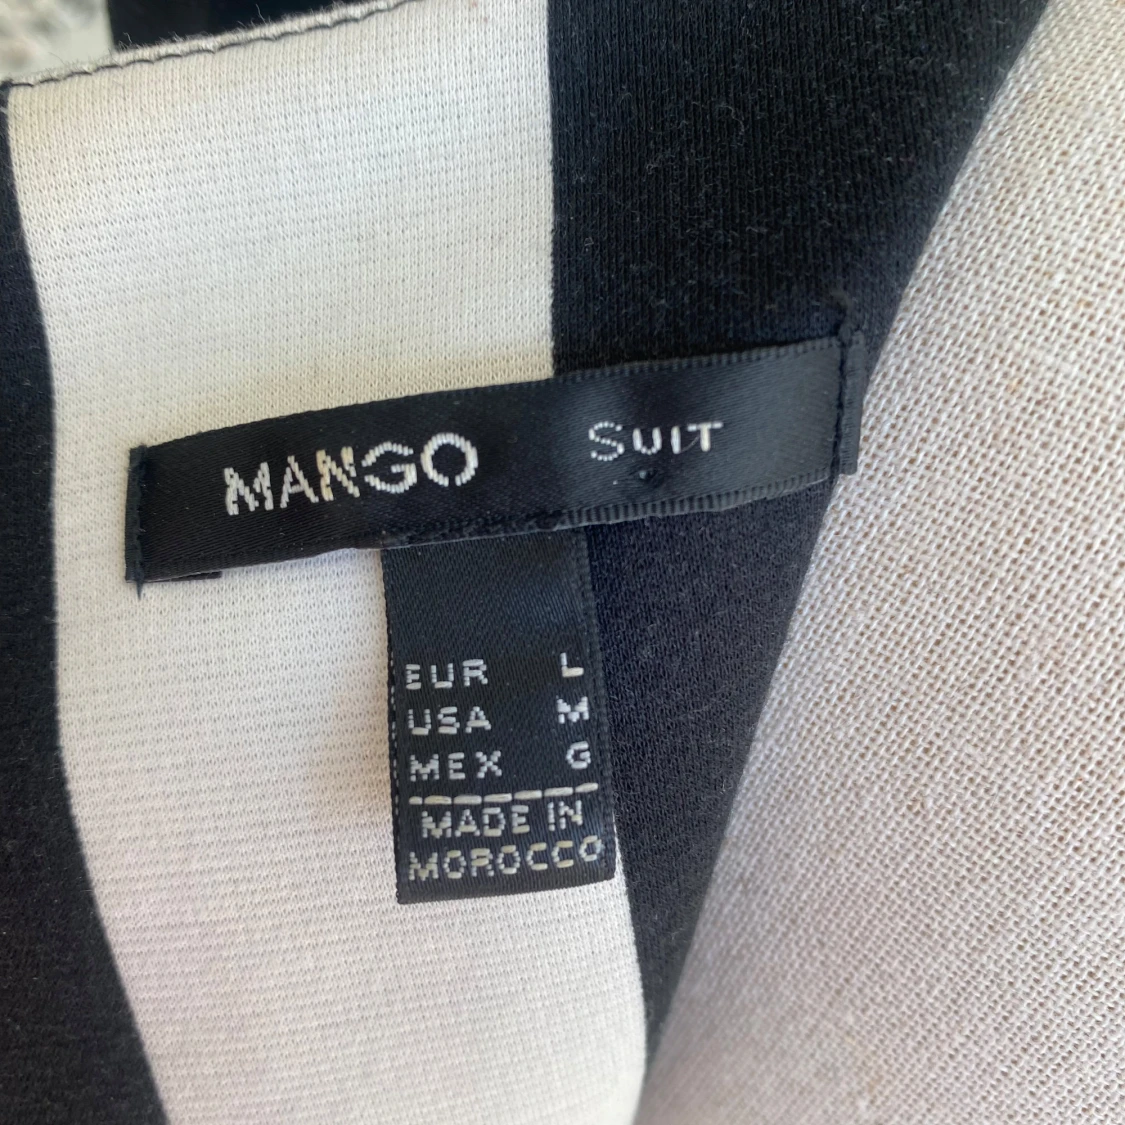 MANGO SUIT
EUR L
USA M
MEX G
MADE IN
MOROCCO